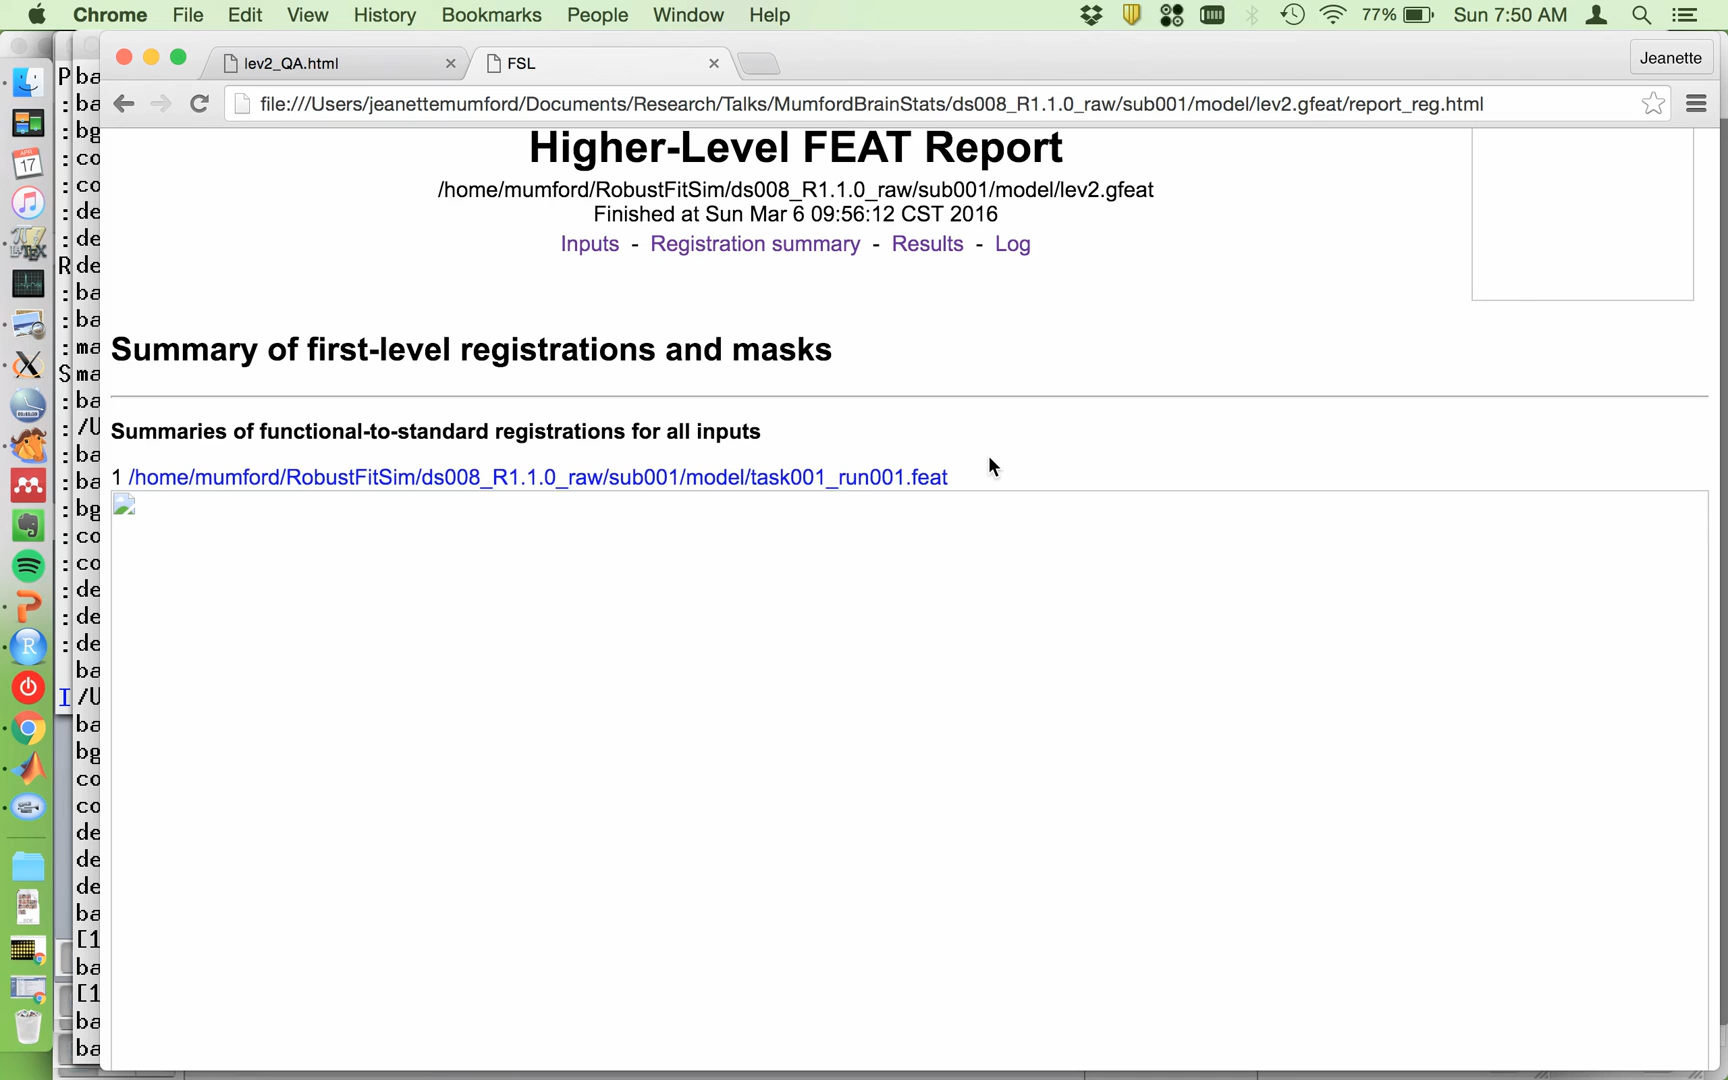 Chrome File Edit View History Bookmarks People Window Help 77% Sun 7:50 AM
lev2_QA.html FSL Jeanette
file:///Users/jeanettemumford/Documents/Research/Talks/MumfordBrainStats/ds008_R1.1.0_raw/sub001/model/lev2.gfeat/report_reg.html
Higher-Level FEAT Report
/home/mumford/RobustFitSim/ds008_R1.1.0_raw/sub001/model/lev2.gfeat
Finished at Sun Mar 6 09:56:12 CST 2016
Inputs - Registration summary - Results - Log
Summary of first-level registrations and masks
Summaries of functional-to-standard registrations for all inputs
1 /home/mumford/RobustFitSim/ds008_R1.1.0_raw/sub001/model/task001_run001.feat